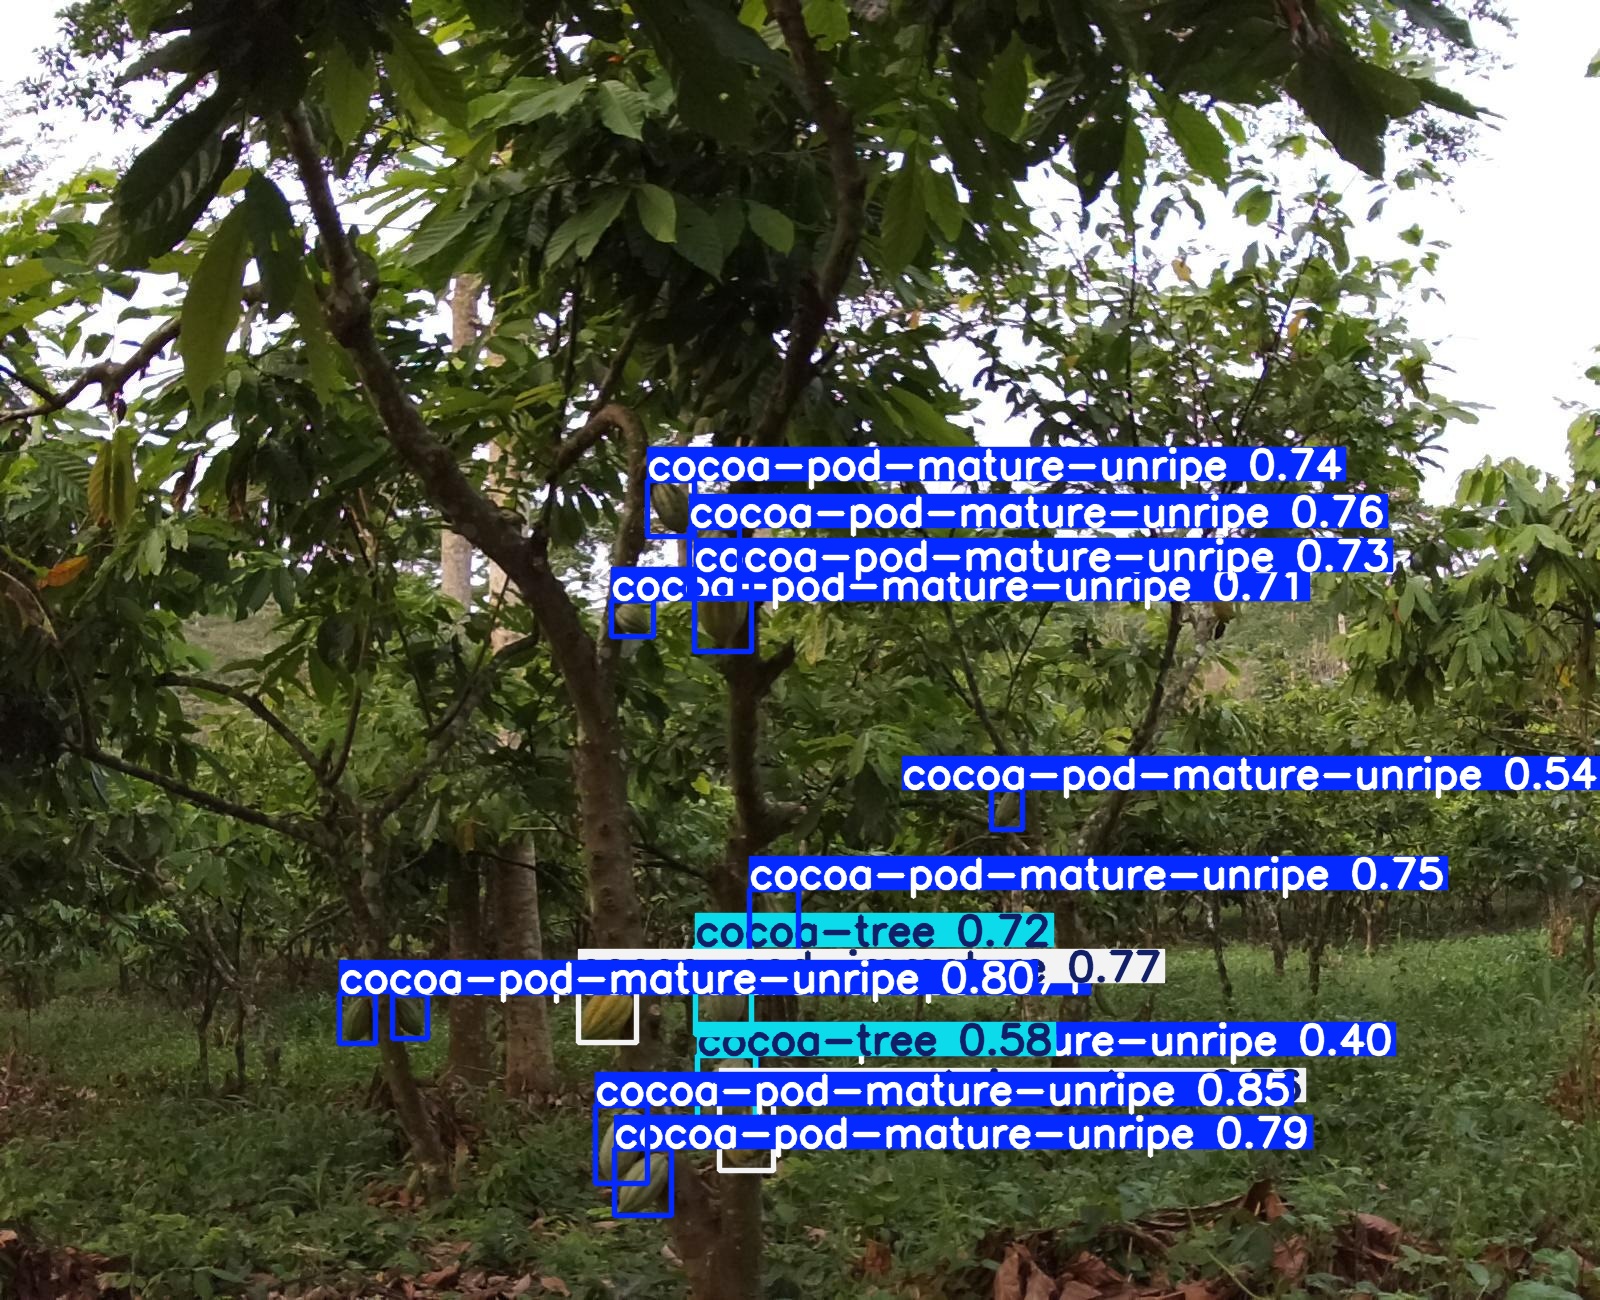 cocoa-pod-mature-unripe 0.74
cocoa-pod-mature-unripe 0.76
cocoa-pod-mature-unripe 0.73
cocoa-pod-mature-unripe 0.71
cocoa-pod-mature-unripe 0.54
cocoa-pod-mature-unripe 0.75
cocoa-tree 0.72
0.77
cocoa-pod-mature-unripe 0.80
cocoa-tree 0.58
0.40
cocoa-pod-mature-unripe 0.85
cocoa-pod-mature-unripe 0.79